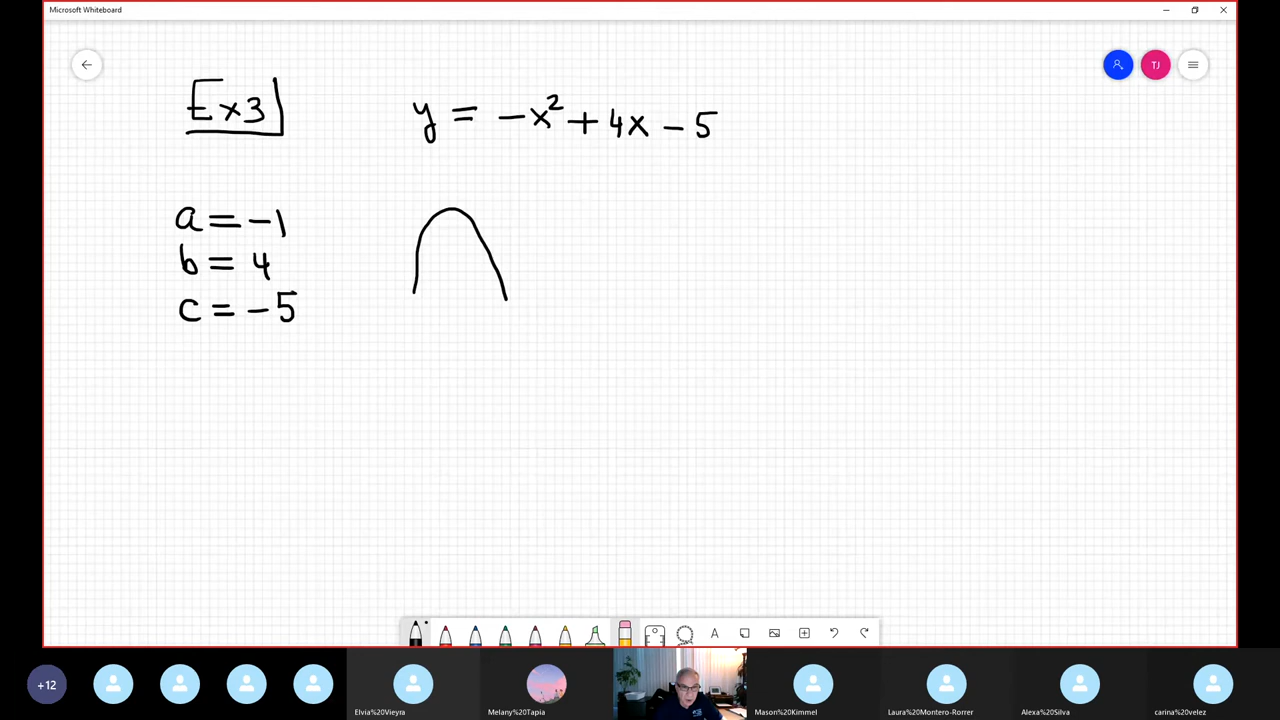 Microsoft Whiteboard
TJ
Ex3
y = -x² + 4x - 5
a = -1
b = 4
c = -5
A
+12
Elvia%20Vieyra
Melany%20Tapia
Mason%20Kimmel
Laura%20Montero-Rorrer
Alexa%20Silva
carina%20velez